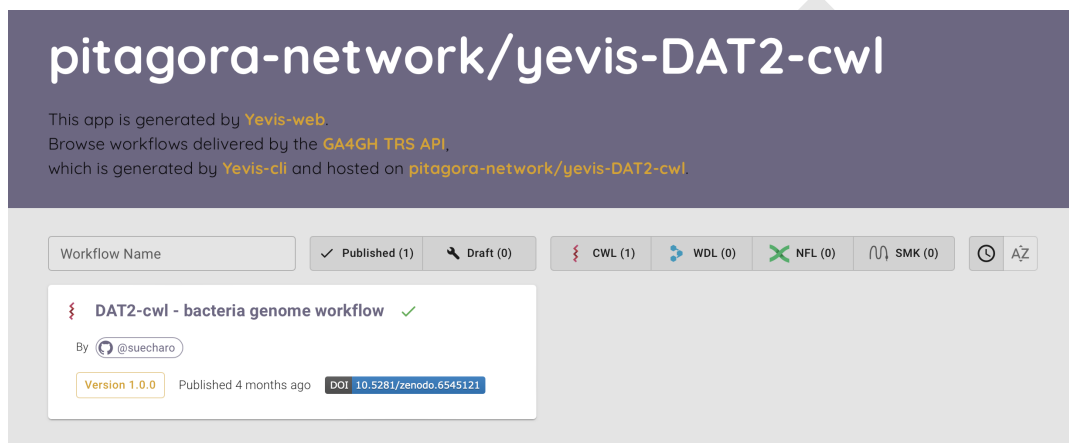 pitagora-network/yevis-DAT2-cwl
This app is generated by Yevis-web.
Browse workflows delivered by the GA4GH TRS API,
which is generated by Yevis-cli and hosted on pitagora-network/yevis-DAT2-cwl.
Workflow Name Published (1) Draft (0) CWL (1) WDL (0) NFL (0) SMK (0) AZ
DAT2-cwl - bacteria genome workflow
By @suecharo
Version 1.0.0 Published 4 months ago DOI 10.5281/zenodo.6545121